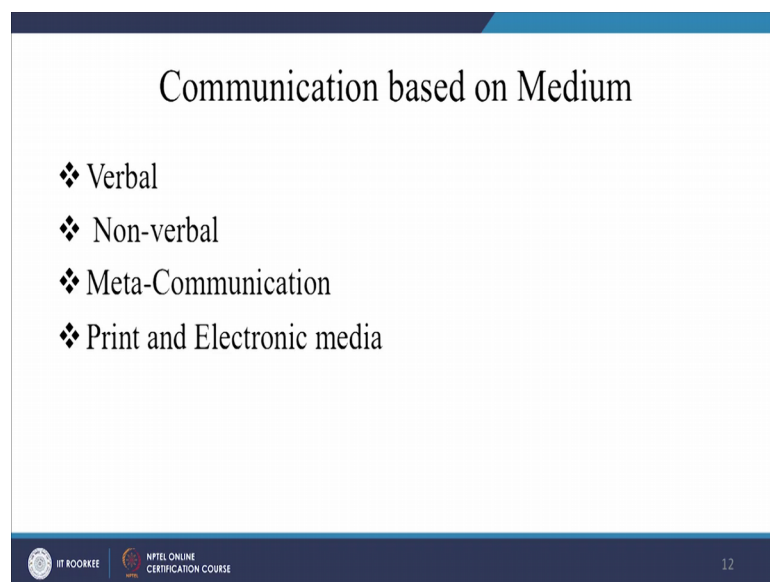 Communication based on Medium
❖ Verbal
❖ Non-verbal
❖ Meta-Communication
❖ Print and Electronic media
IIT ROORKEE
NPTEL
NPTEL ONLINE
CERTIFICATION COURSE
12